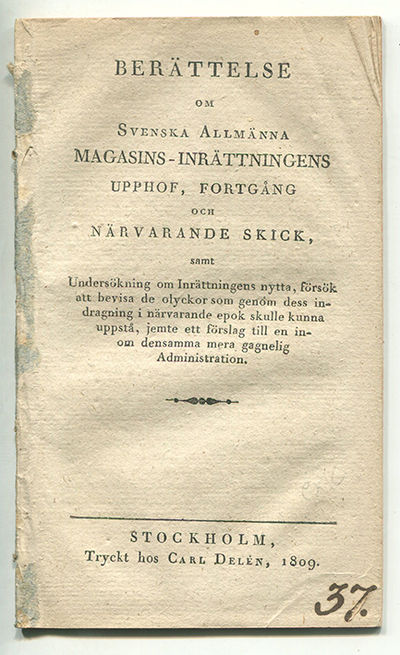 BERÄTTELSE
OM
SVENSKA ALLMÄNNA
MAGASINS-INRÄTTNINGENS
UPPHOF, FORTGÅNG
OCH
NÄRVARANDE SKICK,
samt
Undersökning om Inrättningens nytta, försök
att bevisa de olyckor som genom dess in-
dragning i närvarande epok skulle kunna
uppstå, jemte ett förslag till en in-
om densamma mera gagnelig
Administration.
STOCKHOLM,
Tryckt hos CARL DELÉN, 1809.
37.